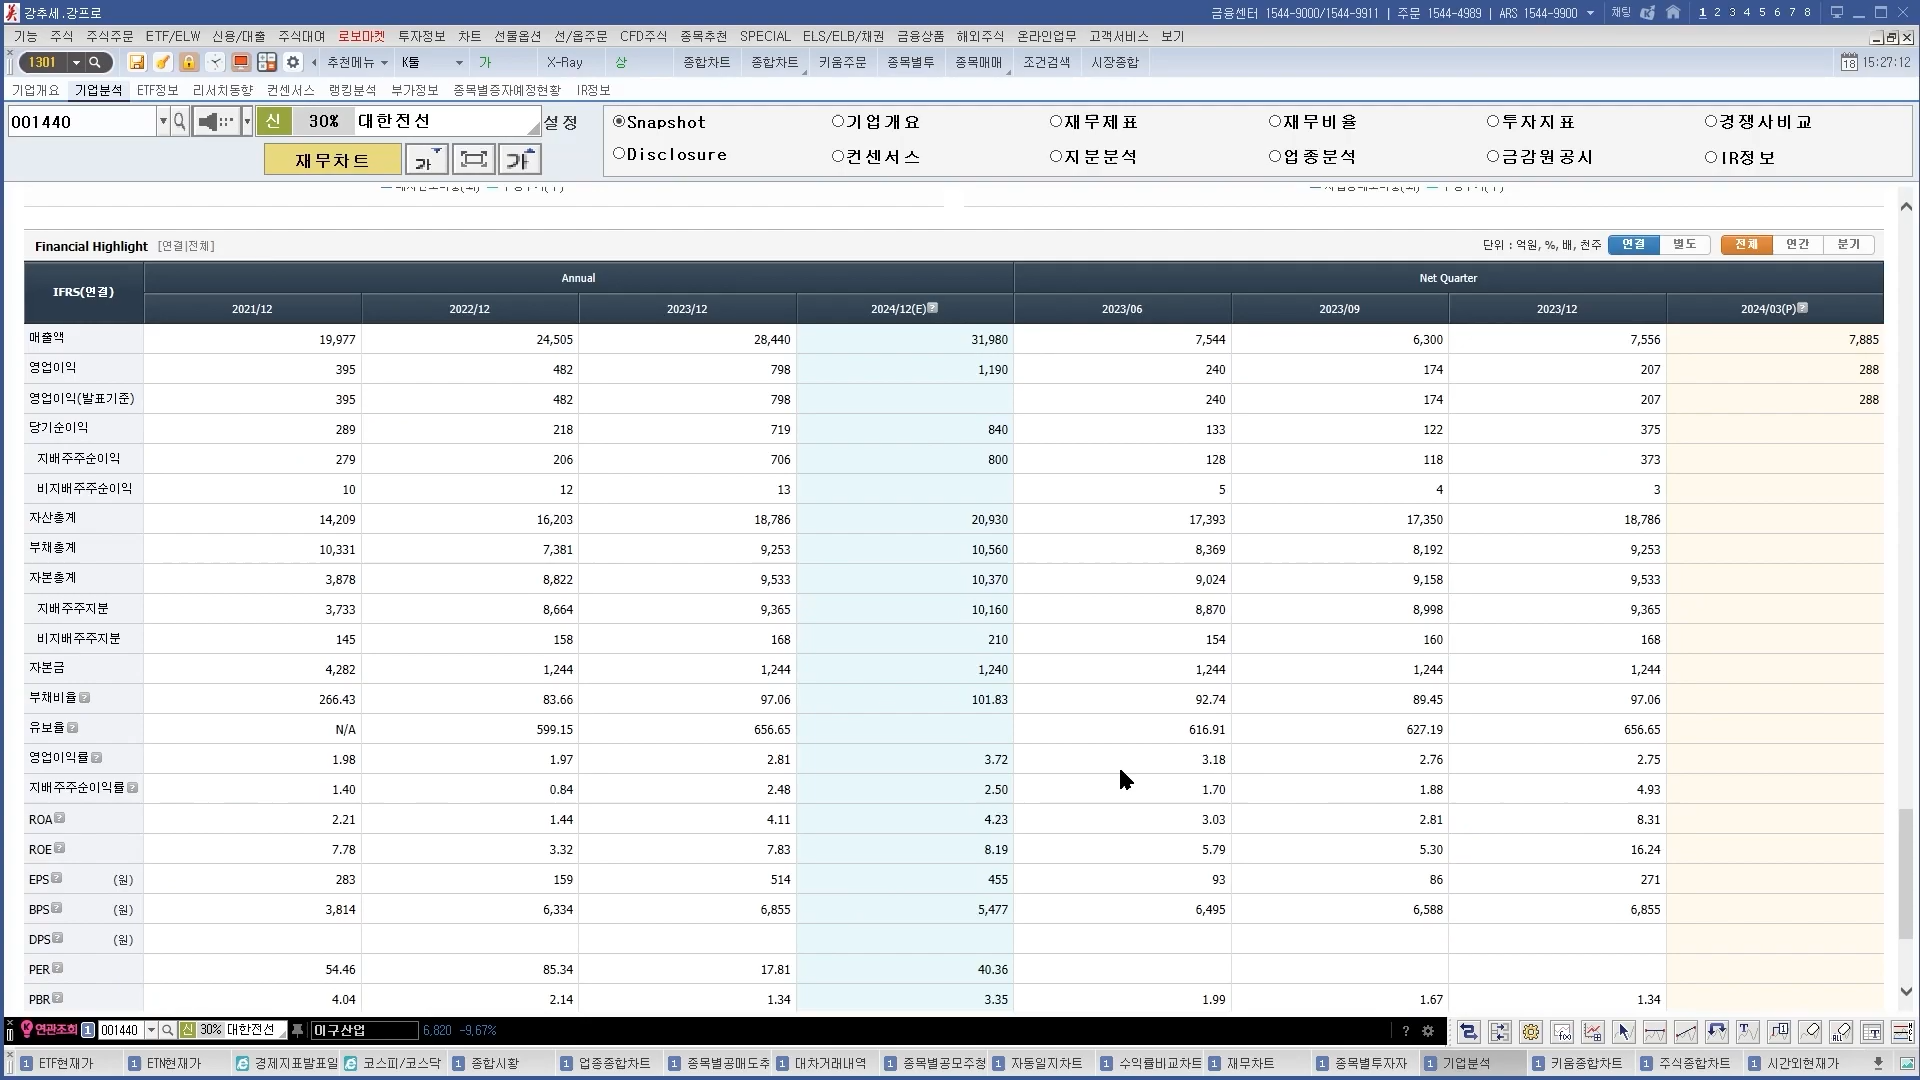 강추세.강프로
금융센터 1544-9000/1544-9911 | 주문 1544-4989 | ARS 1544-9900 채팅 1 2 3 4 5 6 7 8
기능 주식 주식주문 ETF/ELW 신용/대출 주식대여 로보마켓 투자정보 차트 선물옵션 선/옵주문 CFD주식 종목추천 SPECIAL ELS/ELB/채권 금융상품 해외주식 온라인업무 고객서비스 보기
1301 추천메뉴 K툴 가 X-Ray 상 종합차트 종합차트 키움주문 종목별투 종목매매 조건검색 시장종합 18 15:27:12
기업개요 기업분석 ETF정보 리서치동향 컨센서스 랭킹분석 부가정보 종목별증자예정현황 IR정보
001440 신 30% 대한전선 설정 Snapshot 기업개요 재무제표 재무비율 투자지표 경쟁사비교
재무차트 가 가 Disclosure 컨센서스 지분분석 업종분석 금감원공시 IR정보
Financial Highlight [연결|전체] 단위 : 억원, %, 배, 천주 연결 별도 전체 연간 분기
IFRS(연결) Annual Net Quarter
2021/12 2022/12 2023/12 2024/12(E) 2023/06 2023/09 2023/12 2024/03(P)
매출액 19,977 24,505 28,440 31,980 7,544 6,300 7,556 7,885
영업이익 395 482 798 1,190 240 174 207 288
영업이익(발표기준) 395 482 798 240 174 207 288
당기순이익 289 218 719 840 133 122 375
지배주주순이익 279 206 706 800 128 118 373
비지배주주순이익 10 12 13 5 4 3
자산총계 14,209 16,203 18,786 20,930 17,393 17,350 18,786
부채총계 10,331 7,381 9,253 10,560 8,369 8,192 9,253
자본총계 3,878 8,822 9,533 10,370 9,024 9,158 9,533
지배주주지분 3,733 8,664 9,365 10,160 8,870 8,998 9,365
비지배주주지분 145 158 168 210 154 160 168
자본금 4,282 1,244 1,244 1,240 1,244 1,244 1,244
부채비율 266.43 83.66 97.06 101.83 92.74 89.45 97.06
유보율 N/A 599.15 656.65 616.91 627.19 656.65
영업이익률 1.98 1.97 2.81 3.72 3.18 2.76 2.75
지배주주순이익률 1.40 0.84 2.48 2.50 1.70 1.88 4.93
ROA 2.21 1.44 4.11 4.23 3.03 2.81 8.31
ROE 7.78 3.32 7.83 8.19 5.79 5.30 16.24
EPS (원) 283 159 514 455 93 86 271
BPS (원) 3,814 6,334 6,855 5,477 6,495 6,588 6,855
DPS (원)
PER 54.46 85.34 17.81 40.36
PBR 4.04 2.14 1.34 3.35 1.99 1.67 1.34
연관조회 1 001440 신 30% 대한전선 이구산업 6,820 -9,67%
1 ETF현재가 1 ETN현재가 경제지표발표일 코스피/코스닥 1 종합시황 1 업종종합차트 1 종목별공매도추 1 대차거래내역 1 종목별공모주청 1 자동일지차트 1 수익률비교차트 1 재무차트 1 종목별투자자 1 기업분석 1 키움종합차트 1 주식종합차트 1 시간외현재가